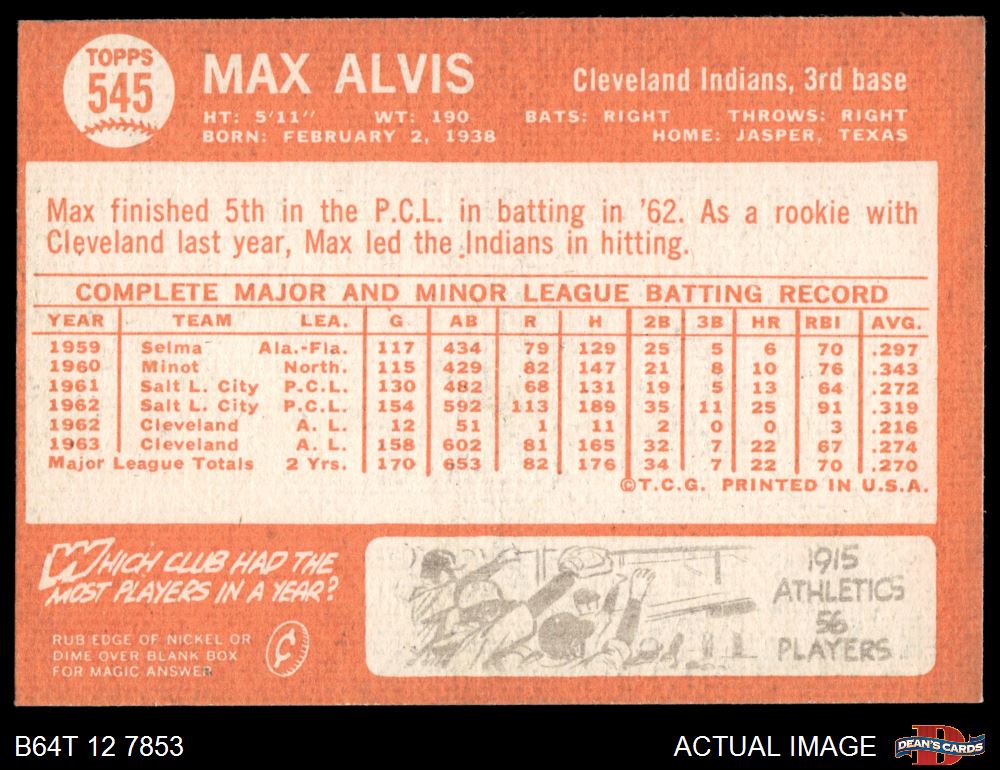 TOPPS
545
MAX ALVIS
Cleveland Indians, 3rd base
HT: 5'11" WT: 190 BATS: RIGHT THROWS: RIGHT
BORN: FEBRUARY 2, 1938 HOME: JASPER, TEXAS
Max finished 5th in the P.C.L. in batting in '62. As a rookie with
Cleveland last year, Max led the Indians in hitting.
COMPLETE MAJOR AND MINOR LEAGUE BATTING RECORD
YEAR TEAM LEA. G AB R H 2B 3B HR RBI AVG.
1959 Selma Ala.-Fla. 117 434 79 129 25 5 6 70 .297
1960 Minot North. 115 429 82 147 21 8 10 76 .343
1961 Salt L. City P.C.L. 130 482 68 131 19 5 13 64 .272
1962 Salt L. City P.C.L. 154 592 113 189 35 11 25 91 .319
1962 Cleveland A. L. 12 51 1 11 2 0 0 3 .216
1963 Cleveland A. L. 158 602 81 165 32 7 22 67 .274
Major League Totals 2 Yrs. 170 653 82 176 34 7 22 70 .270
©T.C.G. PRINTED IN U.S.A.
WHICH CLUB HAD THE
MOST PLAYERS IN A YEAR?
RUB EDGE OF NICKEL OR
DIME OVER BLANK BOX
FOR MAGIC ANSWER
1915
ATHLETICS
56
PLAYERS
B64T 12 7853
ACTUAL IMAGE
D
DEAN'S CARDS